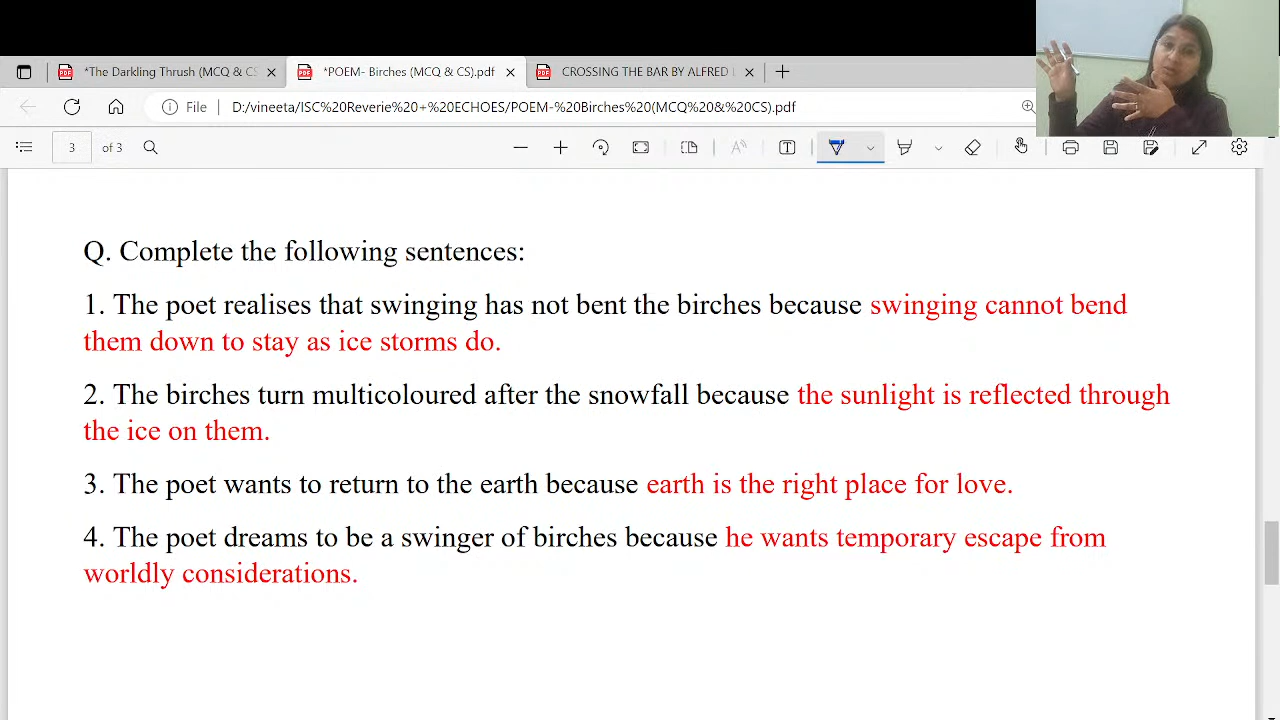 *The Darkling Thrush (MCQ & CS
*POEM- Birches (MCQ & CS).pdf
CROSSING THE BAR BY ALFRED
File
D:/vineeta/ISC%20Reverie%20+%20ECHOES/POEM-%20Birches%20(MCQ%20&%20CS).pdf
3 of 3
Q. Complete the following sentences:
1. The poet realises that swinging has not bent the birches because swinging cannot bend
them down to stay as ice storms do.
2. The birches turn multicoloured after the snowfall because the sunlight is reflected through
the ice on them.
3. The poet wants to return to the earth because earth is the right place for love.
4. The poet dreams to be a swinger of birches because he wants temporary escape from
worldly considerations.